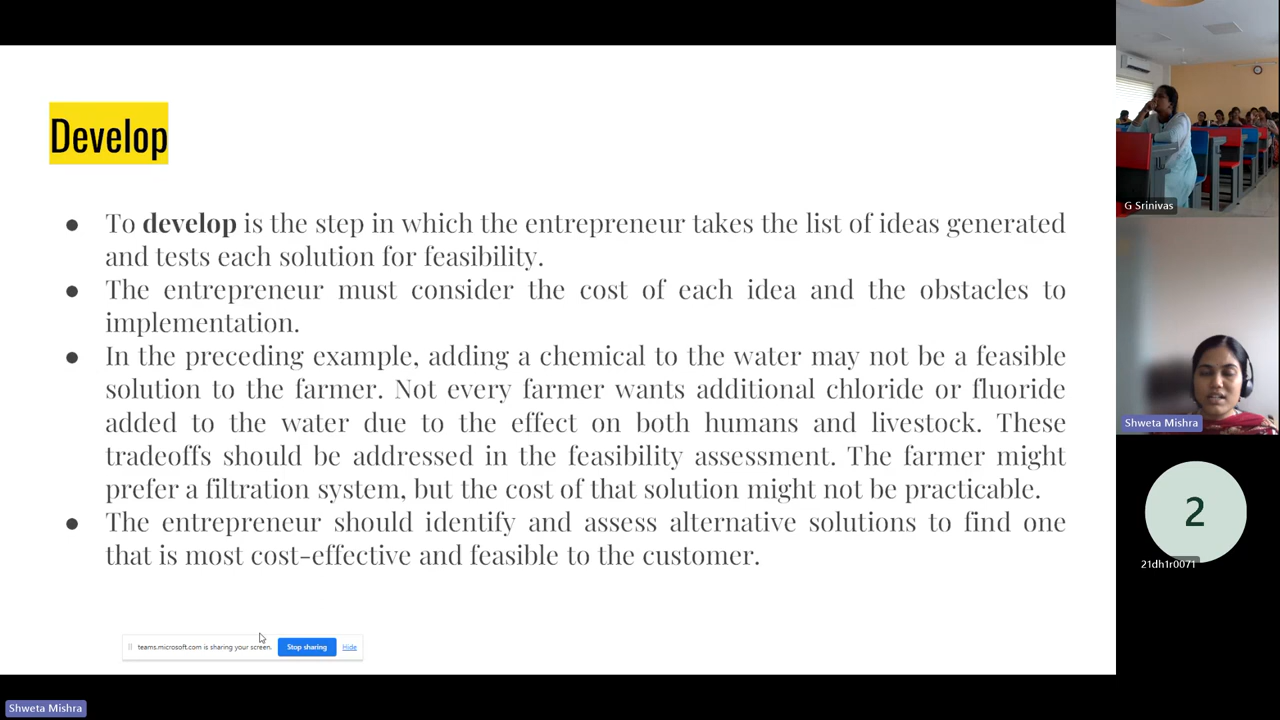 Develop
● To develop is the step in which the entrepreneur takes the list of ideas generated
and tests each solution for feasibility.
● The entrepreneur must consider the cost of each idea and the obstacles to
implementation.
● In the preceding example, adding a chemical to the water may not be a feasible
solution to the farmer. Not every farmer wants additional chloride or fluoride
added to the water due to the effect on both humans and livestock. These
tradeoffs should be addressed in the feasibility assessment. The farmer might
prefer a filtration system, but the cost of that solution might not be practicable.
● The entrepreneur should identify and assess alternative solutions to find one
that is most cost-effective and feasible to the customer.
teams.microsoft.com is sharing your screen. Stop sharing Hide
Shweta Mishra
G Srinivas
Shweta Mishra
2
21dh1r0071